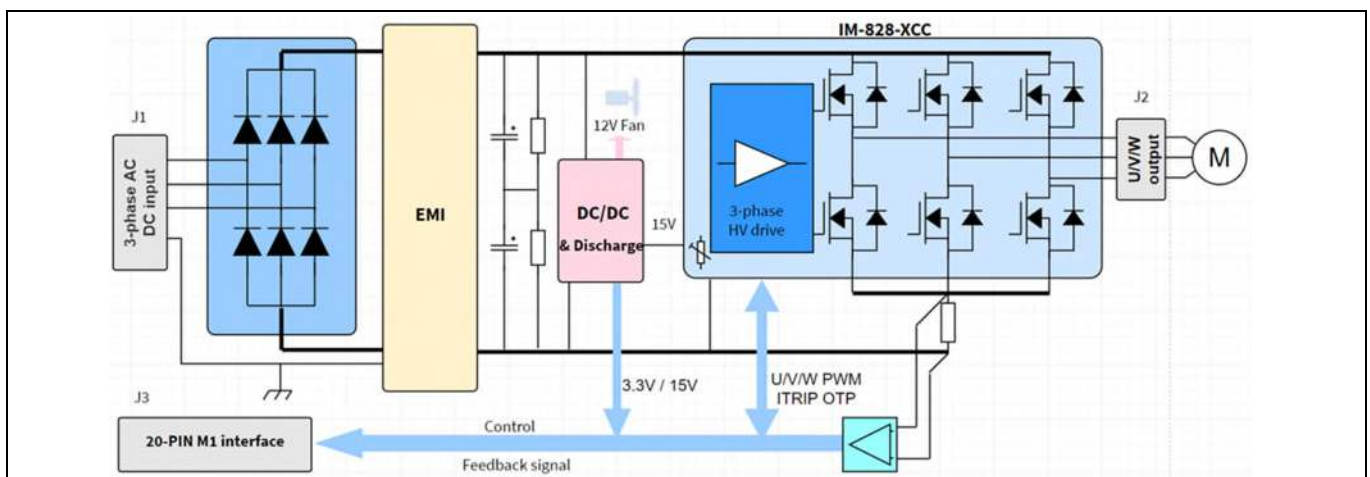 IM-828-XCC
J1
3-phase AC
DC input
EMI
12V Fan
DC/DC
& Discharge
15V
3-phase
HV drive
J2
U/V/W
output
M
3.3V / 15V
U/V/W PWM
ITRIP OTP
J3
20-PIN M1 interface
Control
Feedback signal
+
+